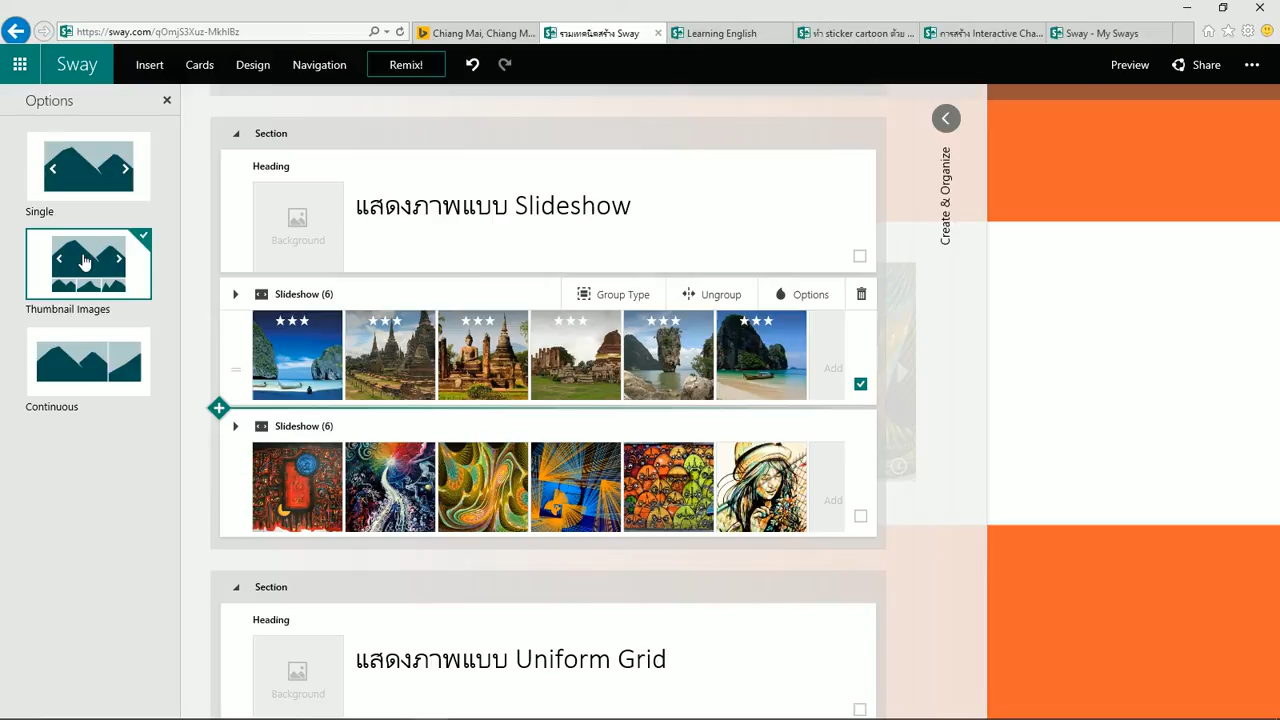 https://sway.com/qOmjS3Xuz-MkhIBz
Chiang Mai, Chiang M...
รวมเทคนิคสร้าง Sway
Learning English
ทำ sticker cartoon ด้วย ...
การสร้าง Interactive Cha...
Sway - My Sways
Sway
Insert
Cards
Design
Navigation
Remix!
Preview
Share
Options
Single
Thumbnail Images
Continuous
Section
Heading
Background
แสดงภาพแบบ Slideshow
Slideshow (6)
Group Type
Ungroup
Options
Add
Slideshow (6)
Add
Section
Heading
Background
แสดงภาพแบบ Uniform Grid
Create & Organize